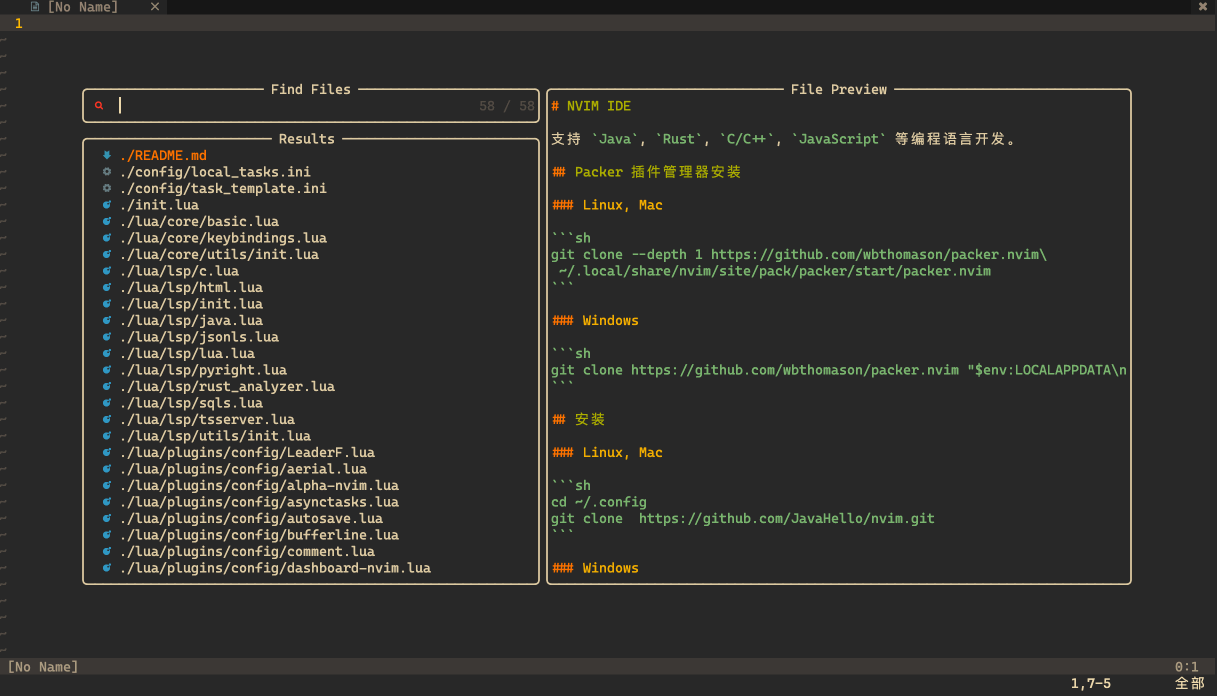 [No Name]
1
Find Files
58 / 58
Results
./README.md
./config/local_tasks.ini
./config/task_template.ini
./init.lua
./lua/core/basic.lua
./lua/core/keybindings.lua
./lua/core/utils/init.lua
./lua/lsp/c.lua
./lua/lsp/html.lua
./lua/lsp/init.lua
./lua/lsp/java.lua
./lua/lsp/jsonls.lua
./lua/lsp/lua.lua
./lua/lsp/pyright.lua
./lua/lsp/rust_analyzer.lua
./lua/lsp/sqls.lua
./lua/lsp/tsserver.lua
./lua/lsp/utils/init.lua
./lua/plugins/config/LeaderF.lua
./lua/plugins/config/aerial.lua
./lua/plugins/config/alpha-nvim.lua
./lua/plugins/config/asynctasks.lua
./lua/plugins/config/autosave.lua
./lua/plugins/config/bufferline.lua
./lua/plugins/config/comment.lua
./lua/plugins/config/dashboard-nvim.lua
File Preview
# NVIM IDE
支持 `Java`, `Rust`, `C/C++`, `JavaScript` 等编程语言开发。
## Packer 插件管理器安装
### Linux, Mac
```sh
git clone --depth 1 https://github.com/wbthomason/packer.nvim\
~/.local/share/nvim/site/pack/packer/start/packer.nvim
```
### Windows
```sh
git clone https://github.com/wbthomason/packer.nvim "$env:LOCALAPPDATA\n
```
## 安装
### Linux, Mac
```sh
cd ~/.config
git clone  https://github.com/JavaHello/nvim.git
```
### Windows
[No Name]
0:1
1,7-5
全部